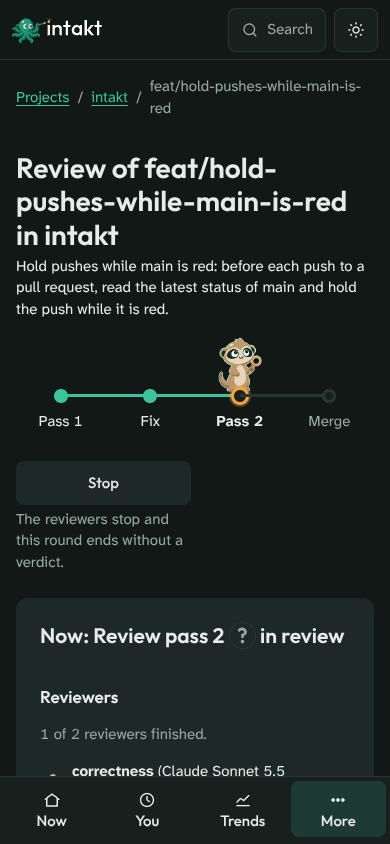 intakt
Search
Projects / intakt / feat/hold-pushes-while-main-is-
red
Review of feat/hold-
pushes-while-main-is-red
in intakt
Hold pushes while main is red: before each push to a
pull request, read the latest status of main and hold
the push while it is red.
Pass 1 Fix Pass 2 Merge
Stop
The reviewers stop and
this round ends without a
verdict.
Now: Review pass 2 ? in review
Reviewers
1 of 2 reviewers finished.
correctness (Claude Sonnet 5.5
Now You Trends More